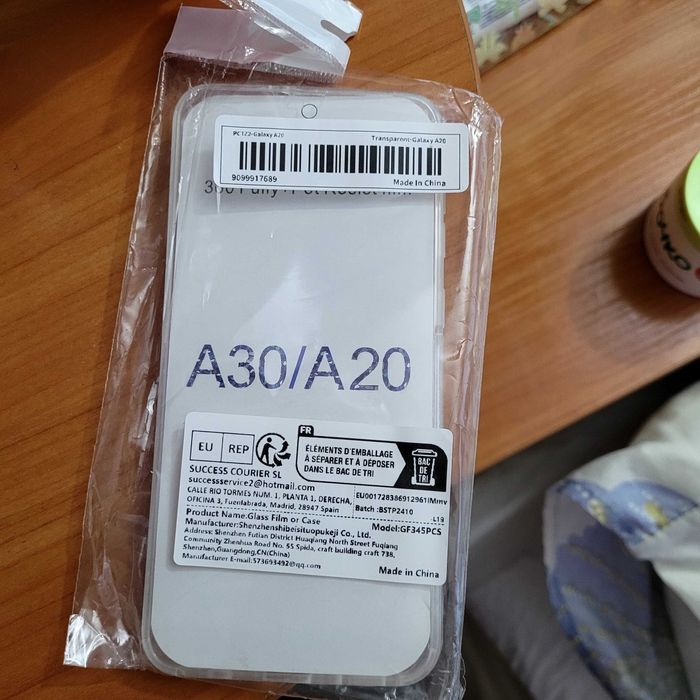 PC122-Galaxy A20
Transparent-Galaxy A20
9099917689
Made In China
A30/A20
EU REP
FR
ÉLÉMENTS D'EMBALLAGE
À SÉPARER ET À DÉPOSER
DANS LE BAC DE TRI
BAC
DE
TRI
SUCCESS COURIER SL
successservice2@hotmail.com
CALLE RIO TORMES NUM. 1, PLANTA 1, DERECHA,
OFICINA 3, Fuenlabrada, Madrid, 28947 Spain
Batch:BSTP2410
L19
Product Name:Glass Film or Case
Model:GF345PCS
Manufacturer:Shenzhenshibeisituopukeji Co., Ltd.
Address: Shenzhen Futian District Huaqiang North Street Fuqiang
Community Zhenhua Road No. 55 Spida, craft building craft 738,
Shenzhen,Guangdong,CN(China)
Manufacturer E-mail:573693492@qq.com
Made in China